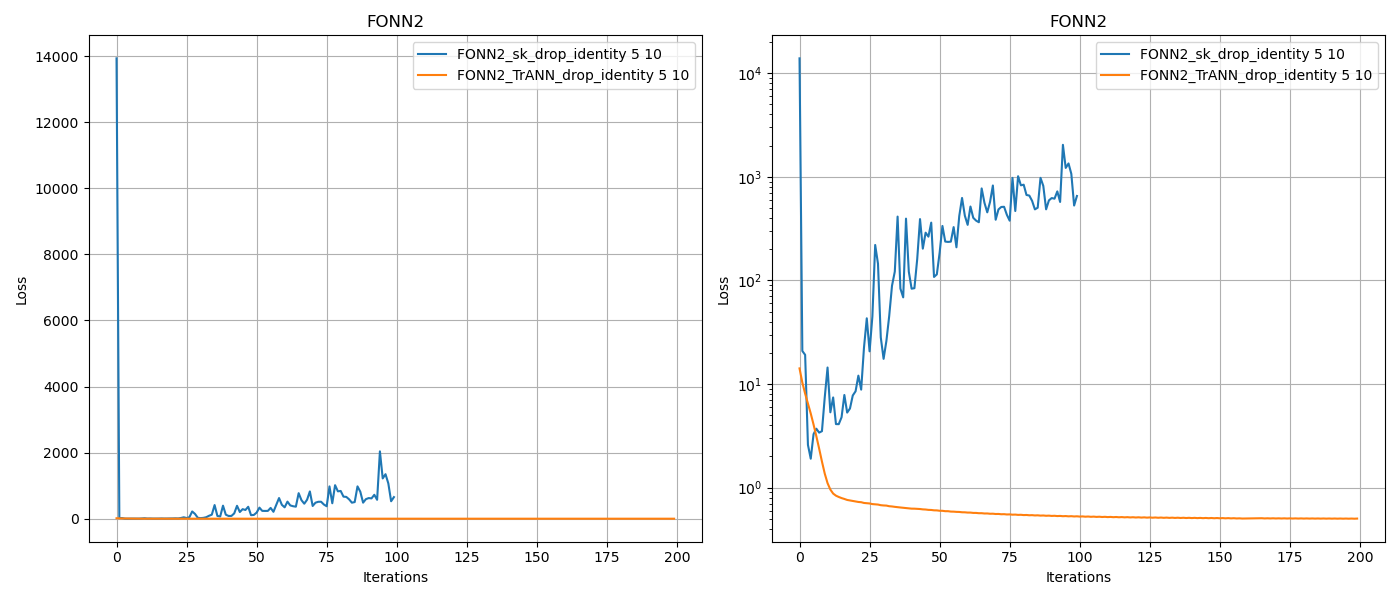 FONN2
FONN2_sk_drop_identity 5 10
FONN2_TrANN_drop_identity 5 10
14000
12000
10000
8000
6000
4000
2000
0
Loss
0 25 50 75 100 125 150 175 200
Iterations
FONN2
FONN2_sk_drop_identity 5 10
FONN2_TrANN_drop_identity 5 10
10⁴
10³
10²
10¹
10⁰
Loss
0 25 50 75 100 125 150 175 200
Iterations